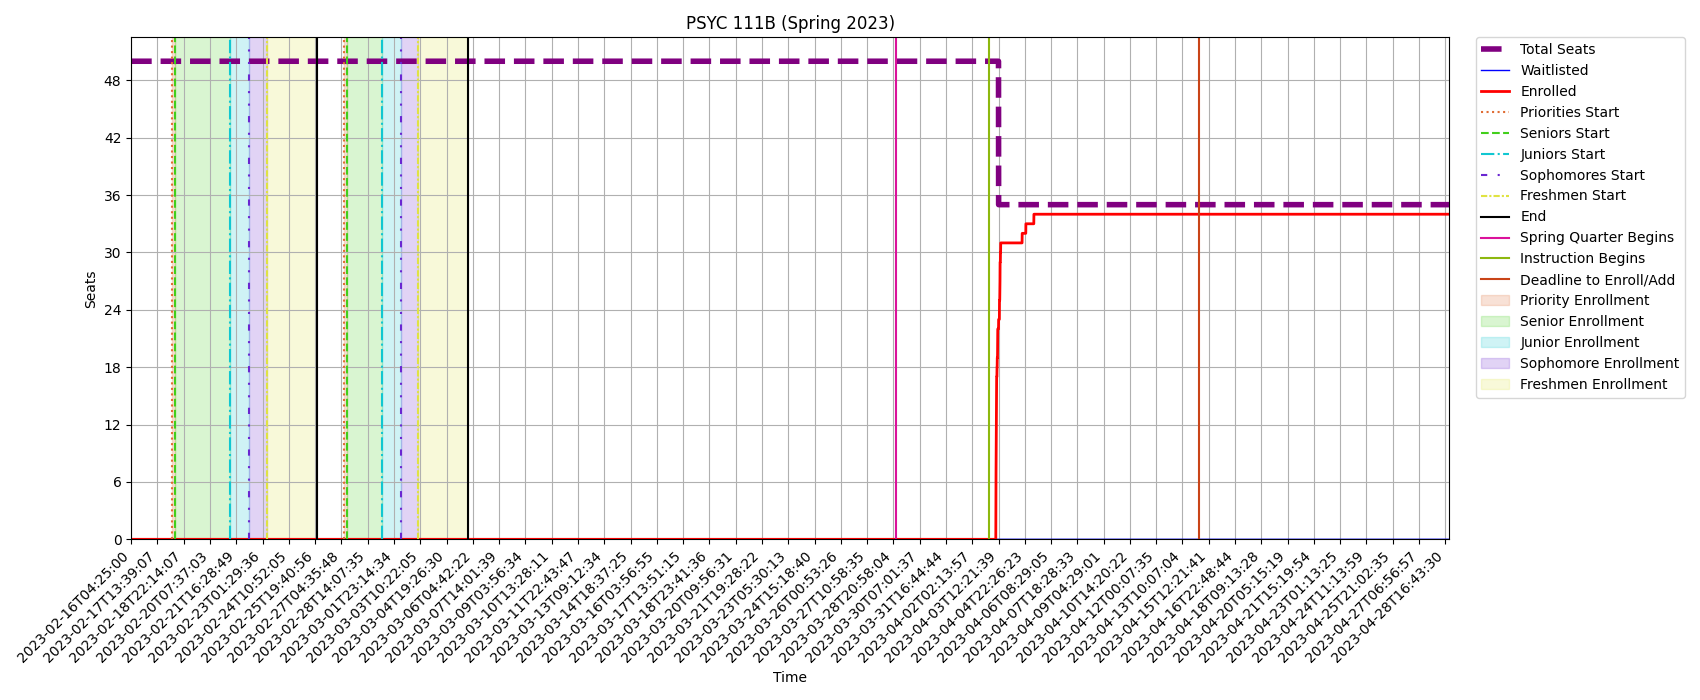 PSYC 111B (Spring 2023)
Seats
48
42
36
30
24
18
12
6
0
2023-02-16T04:25:00
2023-02-17T13:39:07
2023-02-18T22:14:07
2023-02-20T07:37:03
2023-02-21T16:28:49
2023-02-23T01:29:36
2023-02-24T10:52:05
2023-02-25T19:40:56
2023-02-27T04:35:48
2023-02-28T14:07:35
2023-03-01T23:14:34
2023-03-03T10:22:05
2023-03-04T19:26:30
2023-03-06T04:42:22
2023-03-07T14:01:39
2023-03-09T03:56:34
2023-03-10T13:28:11
2023-03-11T22:43:47
2023-03-13T09:12:34
2023-03-14T18:37:25
2023-03-16T03:56:55
2023-03-17T13:51:15
2023-03-18T23:41:36
2023-03-20T09:56:31
2023-03-21T19:28:22
2023-03-23T05:30:13
2023-03-24T15:18:40
2023-03-26T00:53:26
2023-03-27T10:58:35
2023-03-28T20:58:04
2023-03-30T07:01:37
2023-03-31T16:44:44
2023-04-02T02:13:57
2023-04-03T12:21:39
2023-04-04T22:26:23
2023-04-06T08:29:05
2023-04-07T18:28:33
2023-04-09T04:29:01
2023-04-10T14:20:22
2023-04-12T00:07:35
2023-04-13T10:07:04
2023-04-15T12:21:41
2023-04-16T22:48:44
2023-04-18T09:13:28
2023-04-20T05:15:19
2023-04-21T15:19:54
2023-04-23T01:13:25
2023-04-24T11:13:59
2023-04-25T21:02:35
2023-04-27T06:56:57
2023-04-28T16:43:30
Time
Total Seats
Waitlisted
Enrolled
Priorities Start
Seniors Start
Juniors Start
Sophomores Start
Freshmen Start
End
Spring Quarter Begins
Instruction Begins
Deadline to Enroll/Add
Priority Enrollment
Senior Enrollment
Junior Enrollment
Sophomore Enrollment
Freshmen Enrollment